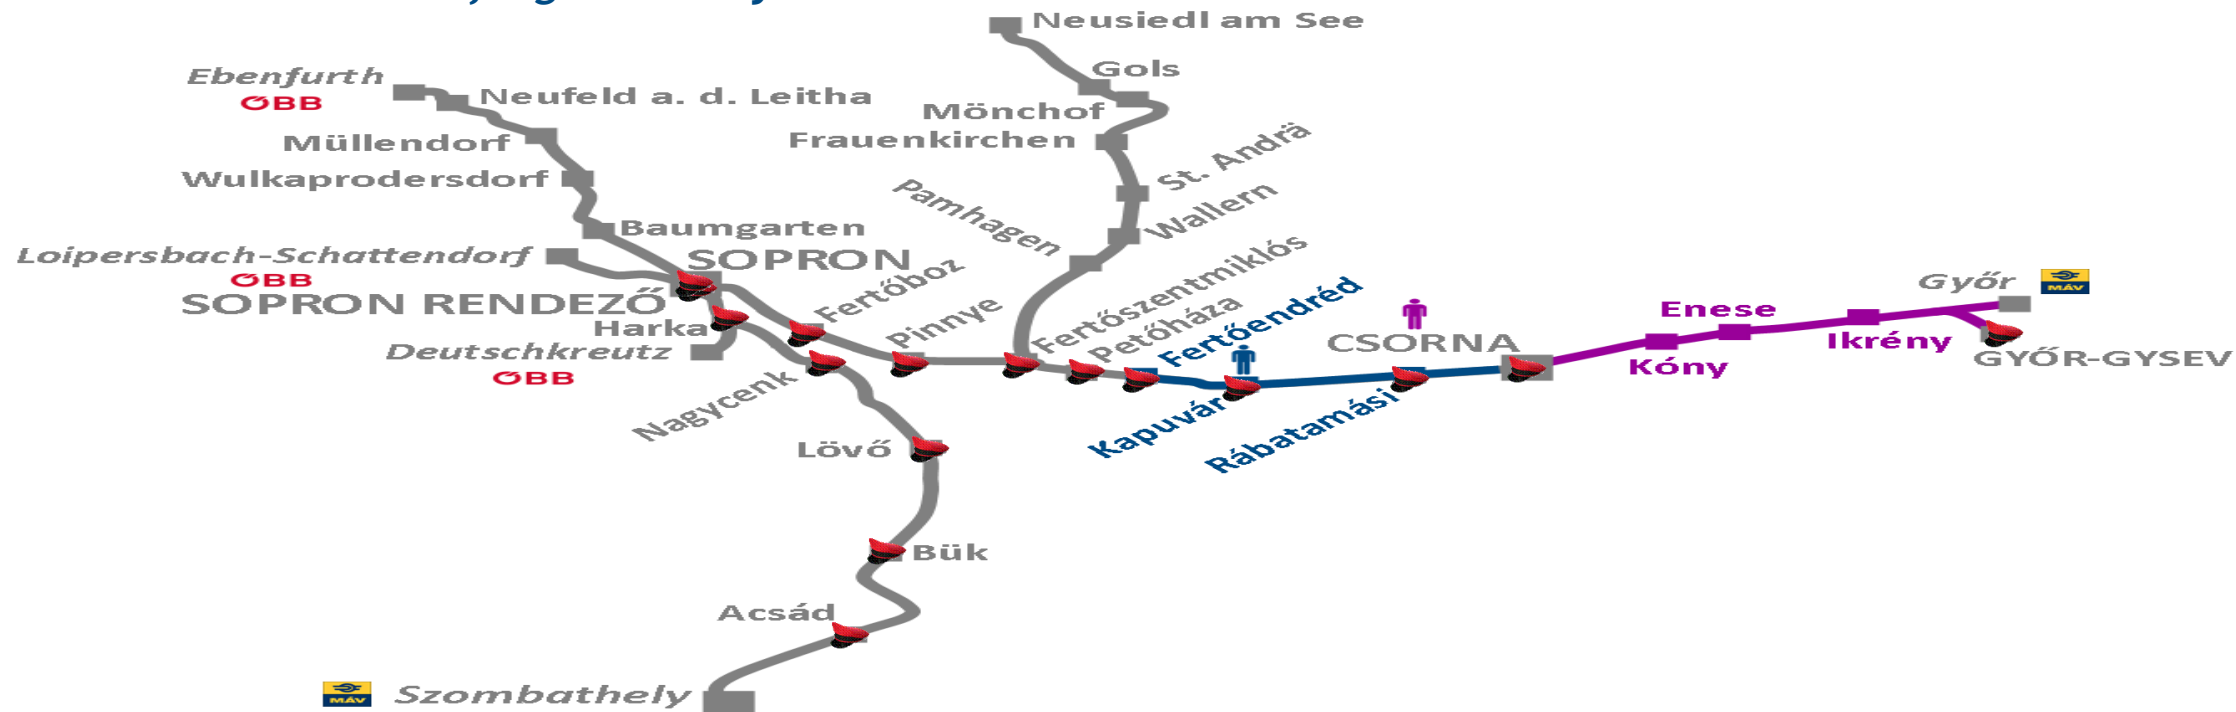 Neusiedl am See
Gols
Ebenfurth
ÖBB
Neufeld a. d. Leitha
Mönchof
Müllendorf
Frauenkirchen
St. Andrä
Wulkaprodersdorf
Pamhagen
Wallern
Baumgarten
Loipersbach-Schattendorf
ÖBB
SOPRON
SOPRON RENDEZŐ
Fertőboz
Pinnye
Fertőszentmiklós
Petőháza
Fertőendréd
Harka
Deutschkreutz
ÖBB
Nagycenk
Kapuvár
Rábatamási
CSORNA
Enese
Kóny
Ikrény
Győr
MÁV
GYŐR-GYSEV
Lövő
Bük
Acsád
MÁV
Szombathely